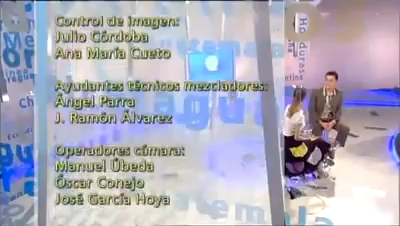 Control de imagen:
Julio Córdoba
Ana María Cueto
Ayudantes técnicos mezcladores:
Ángel Parra
J. Ramón Álvarez
Operadores cámara:
Manuel Úbeda
Óscar Conejo
José García Hoya
Honduras